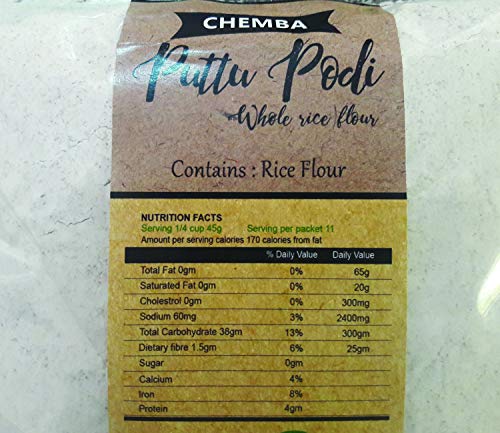 CHEMBA
Puttu Podi
Whole rice flour
Contains : Rice Flour
NUTRITION FACTS
Serving 1/4 cup 45g Serving per packet 11
Amount per serving calories 170 calories from fat
% Daily Value Daily Value
Total Fat 0gm 0% 65g
Saturated Fat 0gm 0% 20g
Cholestrol 0gm 0% 300mg
Sodium 60mg 3% 2400mg
Total Carbohydrate 38gm 13% 300gm
Dietary fibre 1.5gm 6% 25gm
Sugar 0gm
Calcium 4%
Iron 8%
Protein 4gm